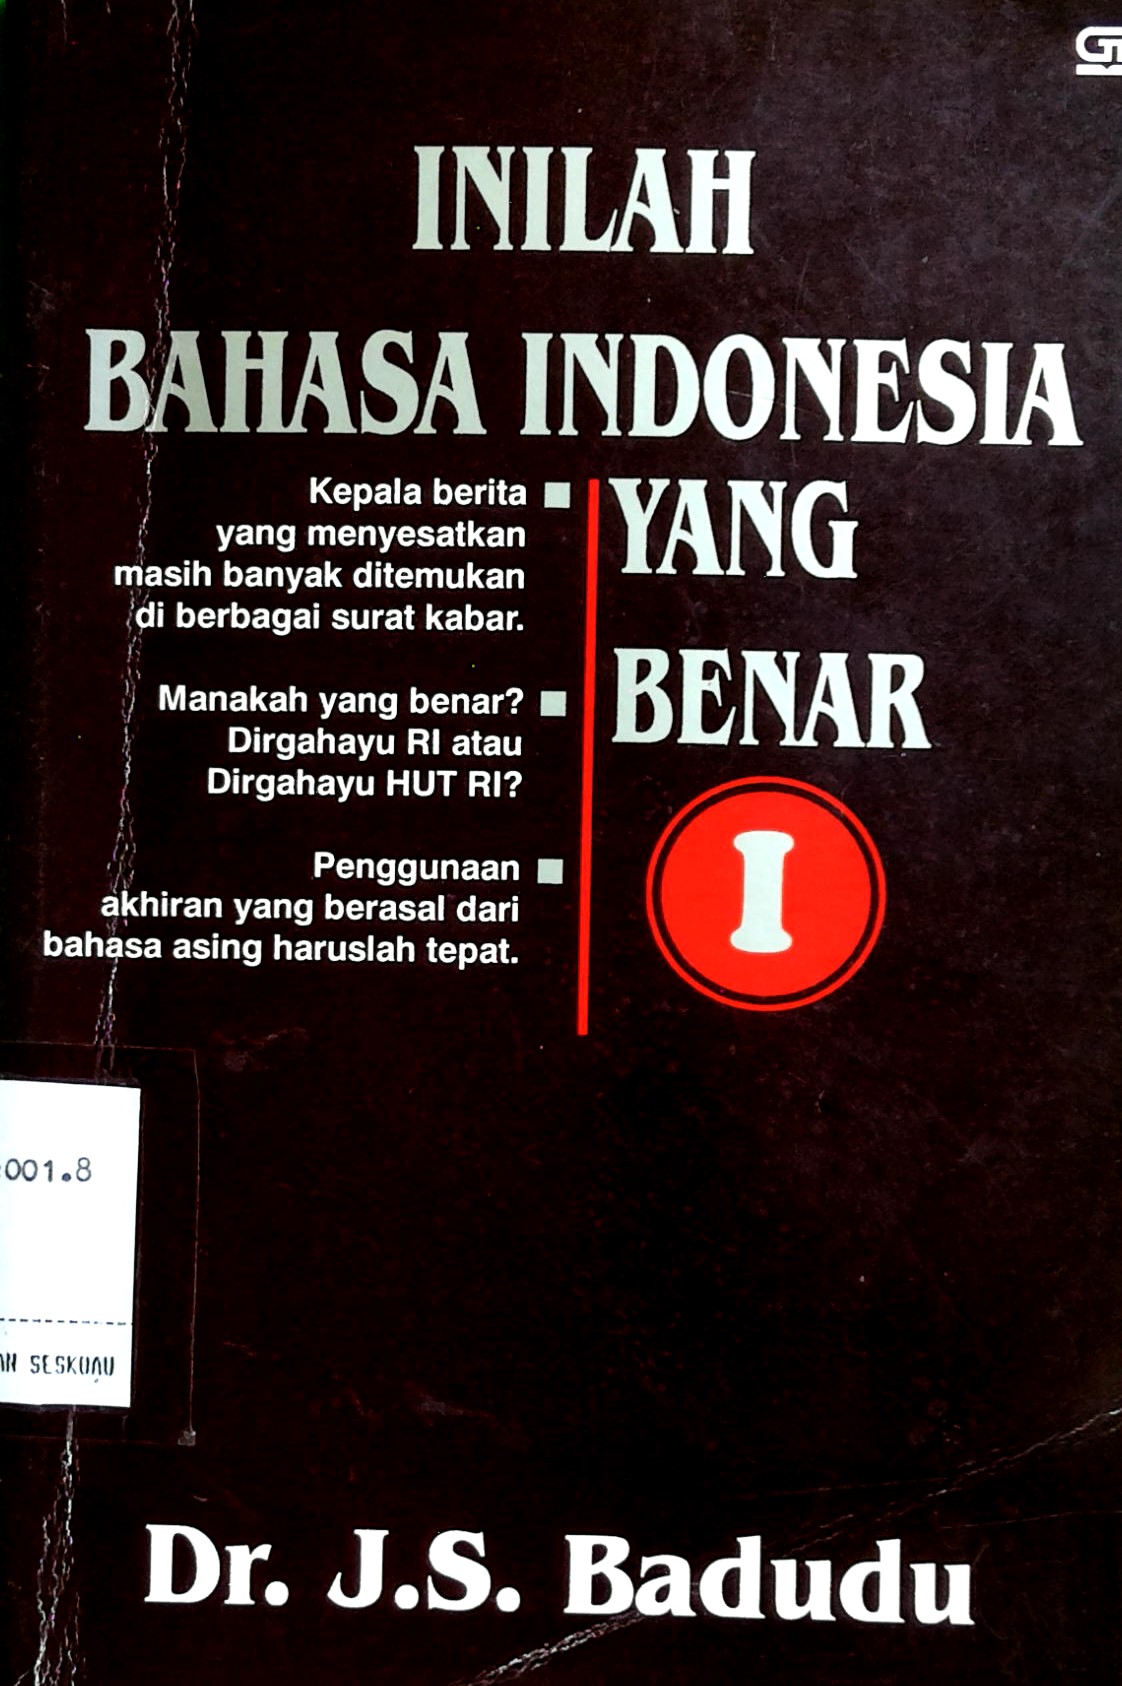 INILAH
BAHASA INDONESIA
YANG
BENAR
I
Kepala berita
yang menyesatkan
masih banyak ditemukan
di berbagai surat kabar.
Manakah yang benar?
Dirgahayu RI atau
Dirgahayu HUT RI?
Penggunaan
akhiran yang berasal dari
bahasa asing haruslah tepat.
001.8
AN SESKOAU
Dr. J.S. Badudu